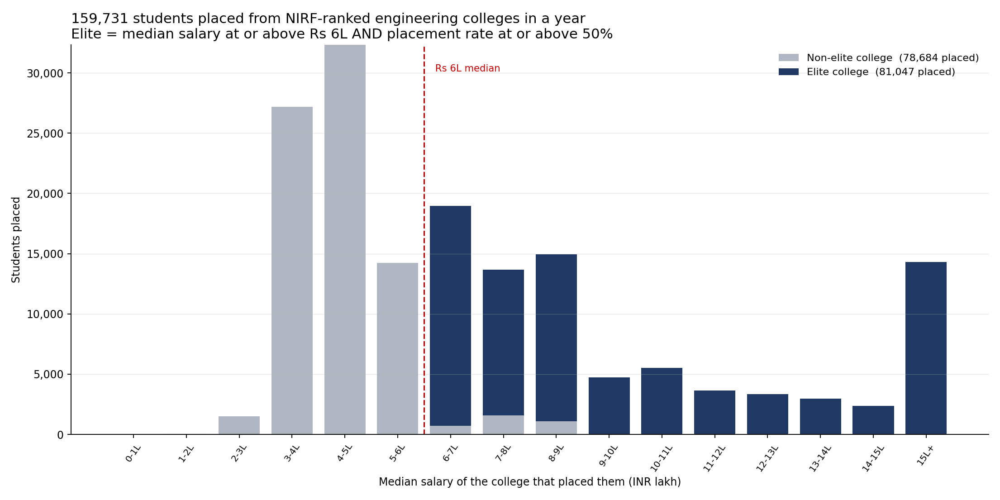 159,731 students placed from NIRF-ranked engineering colleges in a year
Elite = median salary at or above Rs 6L AND placement rate at or above 50%
Non-elite college (78,684 placed)
Elite college (81,047 placed)
Rs 6L median
Students placed
30,000
25,000
20,000
15,000
10,000
5,000
0
0-1L
1-2L
2-3L
3-4L
4-5L
5-6L
6-7L
7-8L
8-9L
9-10L
10-11L
11-12L
12-13L
13-14L
14-15L
15L+
Median salary of the college that placed them (INR lakh)